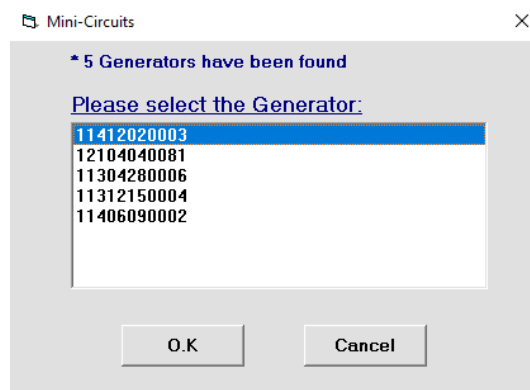 Mini-Circuits
* 5 Generators have been found
Please select the Generator:
11412020003
12104040081
11304280006
11312150004
11406090002
O.K
Cancel